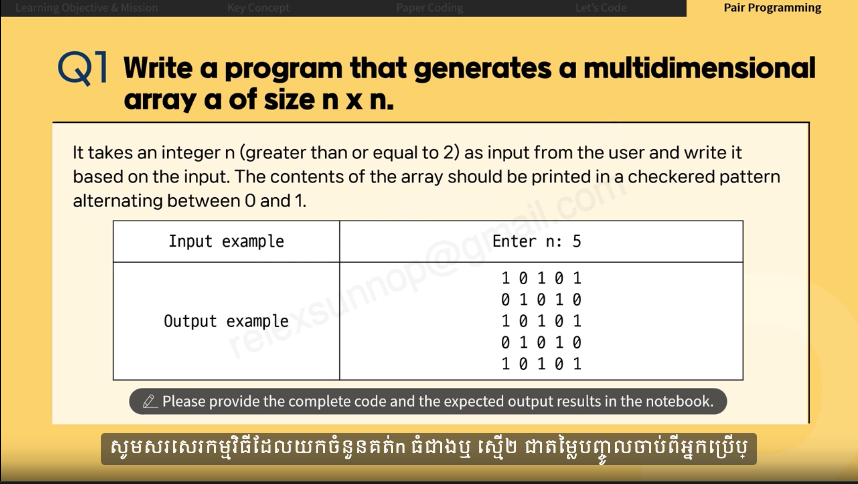 Learning Objective & Mission Key Concept Paper Coding Let's Code Pair Programming
Q1 Write a program that generates a multidimensional
array a of size n x n.
It takes an integer n (greater than or equal to 2) as input from the user and write it
based on the input. The contents of the array should be printed in a checkered pattern
alternating between 0 and 1.
Input example Enter n: 5
Output example
1 0 1 0 1
0 1 0 1 0
1 0 1 0 1
0 1 0 1 0
1 0 1 0 1
relexsunnop@gmail.com
Please provide the complete code and the expected output results in the notebook.
សូមសរសេរកម្មវិធីដែលយកចំនួនគត់n ធំជាងឬ ស្មើ២ ជាតម្លៃបញ្ចូលចាប់ពីអ្នកប្រើប្